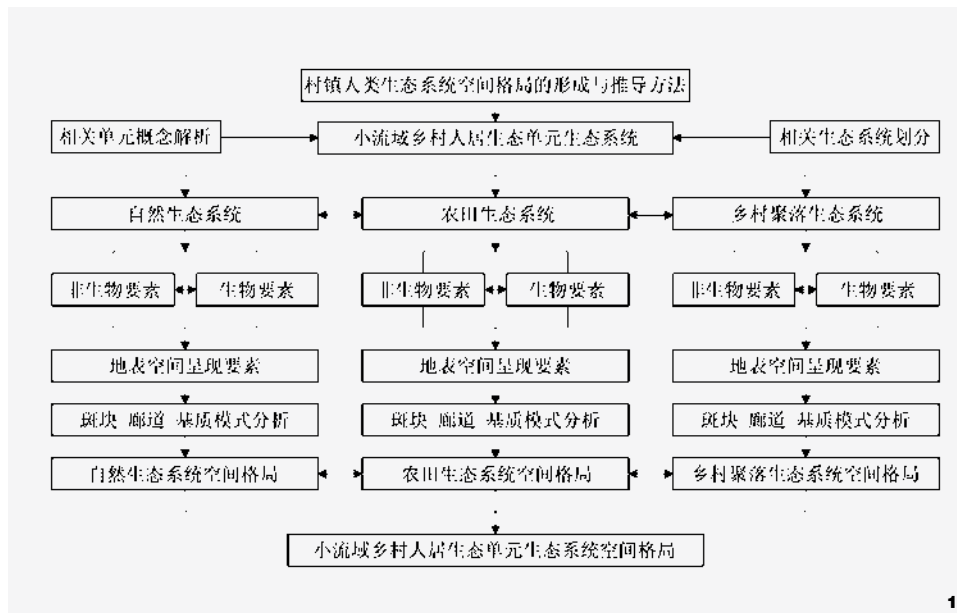 村镇人类生态系统空间格局的形成与推导方法
相关单元概念解析
小流域乡村人居生态单元生态系统
相关生态系统划分
自然生态系统
农田生态系统
乡村聚落生态系统
非生物要素
生物要素
非生物要素
生物要素
非生物要素
生物要素
地表空间呈现要素
地表空间呈现要素
地表空间呈现要素
斑块 廊道 基质模式分析
斑块 廊道 基质模式分析
斑块 廊道 基质模式分析
自然生态系统空间格局
农田生态系统空间格局
乡村聚落生态系统空间格局
小流域乡村人居生态单元生态系统空间格局
1